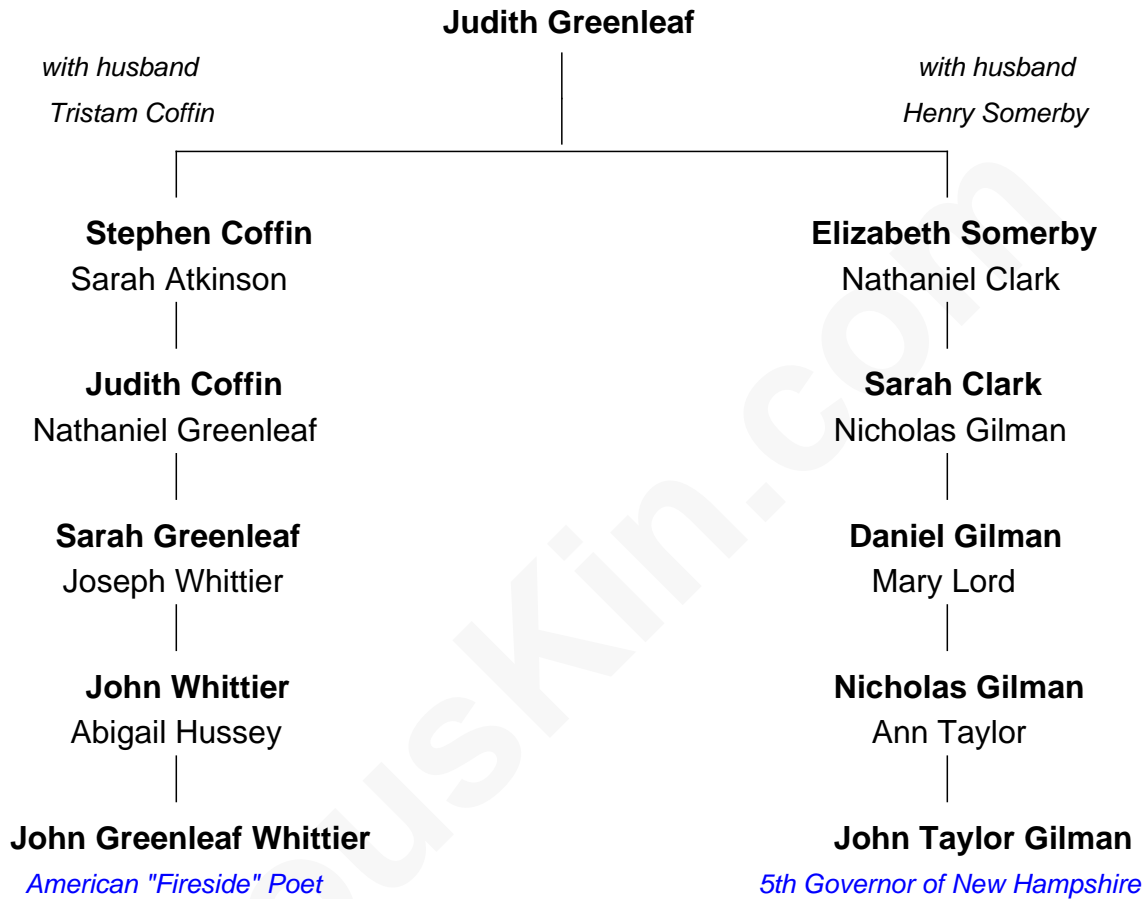 Judith Greenleaf
with husband
Tristam Coffin
with husband
Henry Somerby
Stephen Coffin
Sarah Atkinson
Elizabeth Somerby
Nathaniel Clark
Judith Coffin
Nathaniel Greenleaf
Sarah Clark
Nicholas Gilman
Sarah Greenleaf
Joseph Whittier
Daniel Gilman
Mary Lord
John Whittier
Abigail Hussey
Nicholas Gilman
Ann Taylor
John Greenleaf Whittier
American "Fireside" Poet
John Taylor Gilman
5th Governor of New Hampshire
ousKin.com